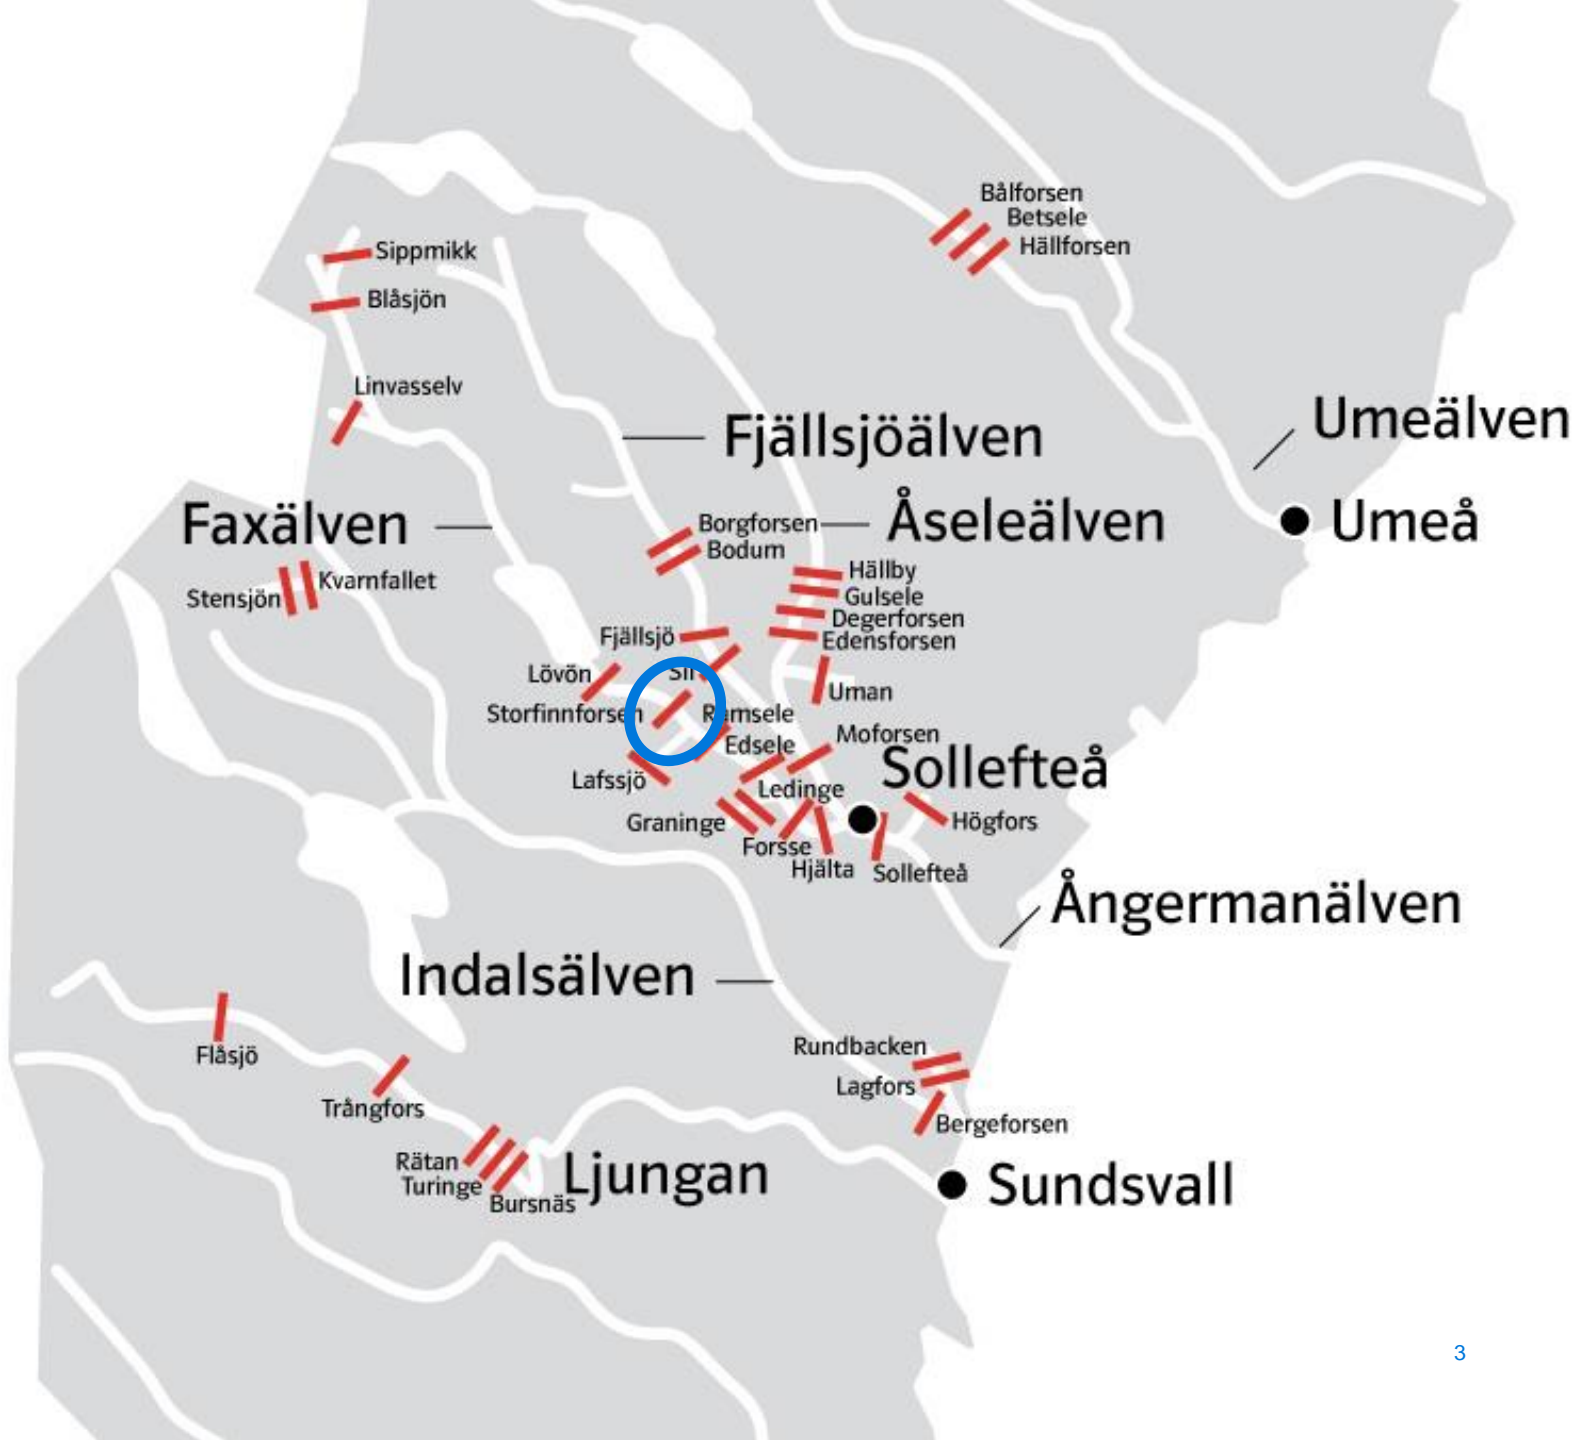 Bålforsen
Betsele
Hällforsen
Sippmikk
Blåsjön
Linvasselv
Fjällsjöälven
Umeälven
Faxälven
Borgforsen
Åseleälven
Umeå
Bodum
Hällby
Kvarnfallet
Gulsele
Stensjön
Degerforsen
Fjällsjö
Edensforsen
Lövön
Sil
Uman
Storfinnforsen
Ramsele
Moforsen
Edsele
Sollefteå
Lafssjö
Ledinge
Graninge
Högfors
Forsse
Hjälta
Sollefteå
Ångermanälven
Indalsälven
Rundbacken
Flåsjö
Lagfors
Trångfors
Bergeforsen
Rätan
Ljungan
Turinge
Sundsvall
Bursnäs
3